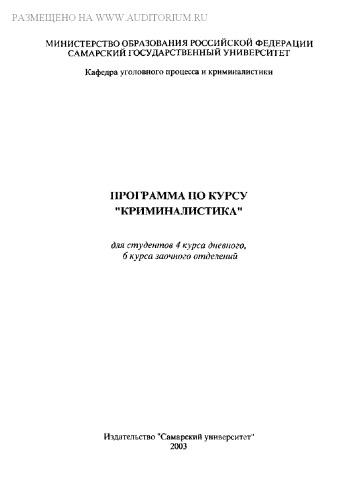 РАЗМЕЩЕНО НА WWW.AUDITORIUM.RU
МИНИСТЕРСТВО ОБРАЗОВАНИЯ РОССИЙСКОЙ ФЕДЕРАЦИИ
САМАРСКИЙ ГОСУДАРСТВЕННЫЙ УНИВЕРСИТЕТ
Кафедра уголовного процесса и криминалистики
ПРОГРАММА ПО КУРСУ
"КРИМИНАЛИСТИКА"
для студентов 4 курса дневного,
6 курса заочного отделений
Издательство "Самарский университет"
2003